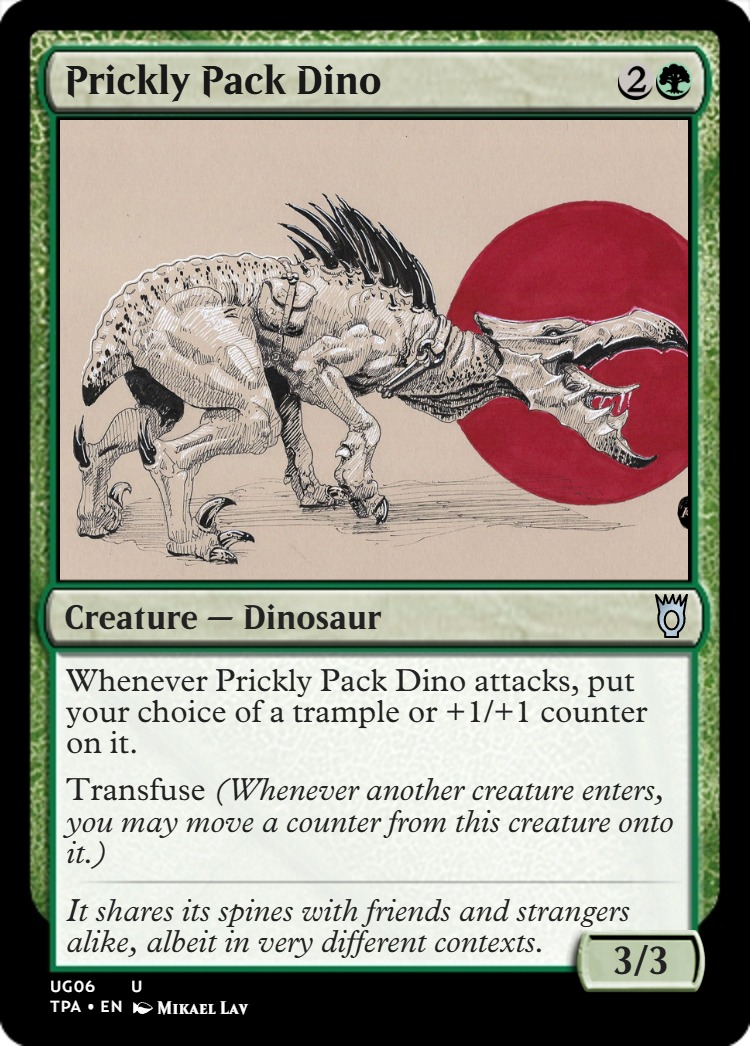 Prickly Pack Dino 2
Creature — Dinosaur
Whenever Prickly Pack Dino attacks, put
your choice of a trample or +1/+1 counter
on it.
Transfuse (Whenever another creature enters,
you may move a counter from this creature onto
it.)
It shares its spines with friends and strangers
alike, albeit in very different contexts.
3/3
UG06 U
TPA • EN Mikael Lav